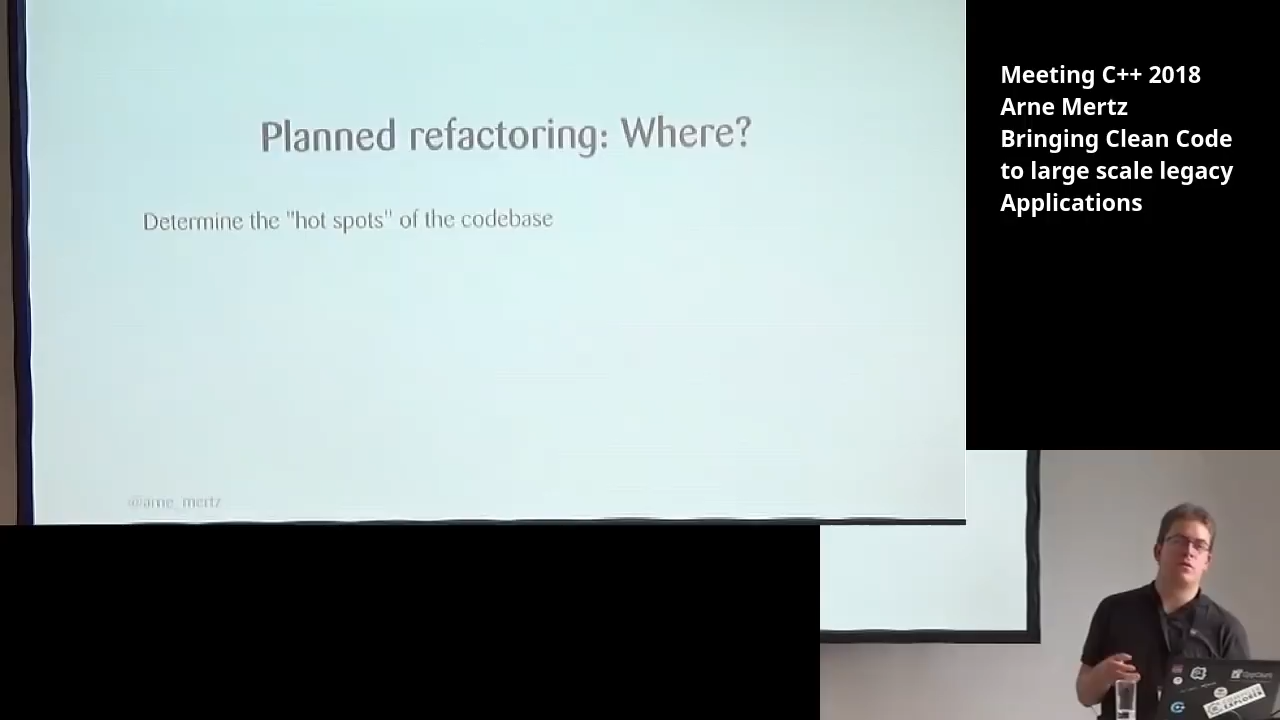 Planned refactoring: Where?
Determine the "hot spots" of the codebase
@arne_mertz
Meeting C++ 2018
Arne Mertz
Bringing Clean Code
to large scale legacy
Applications
EXPLORER